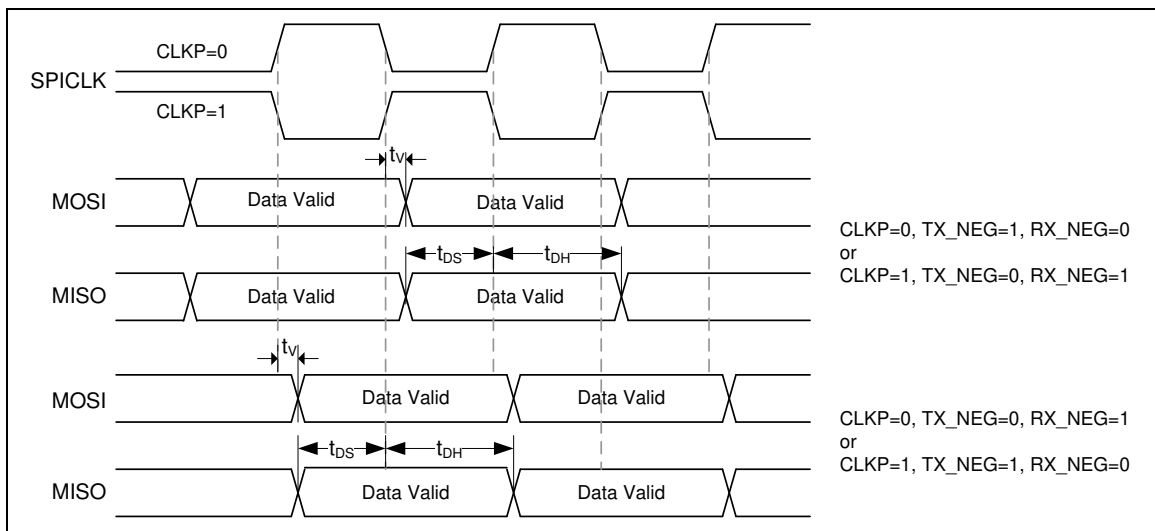 CLKP=0
SPICLK
CLKP=1
tV
MOSI
Data Valid
Data Valid
CLKP=0, TX_NEG=1, RX_NEG=0
or
CLKP=1, TX_NEG=0, RX_NEG=1
tDS
tDH
MISO
Data Valid
Data Valid
tV
MOSI
Data Valid
Data Valid
CLKP=0, TX_NEG=0, RX_NEG=1
or
CLKP=1, TX_NEG=1, RX_NEG=0
tDS
tDH
MISO
Data Valid
Data Valid